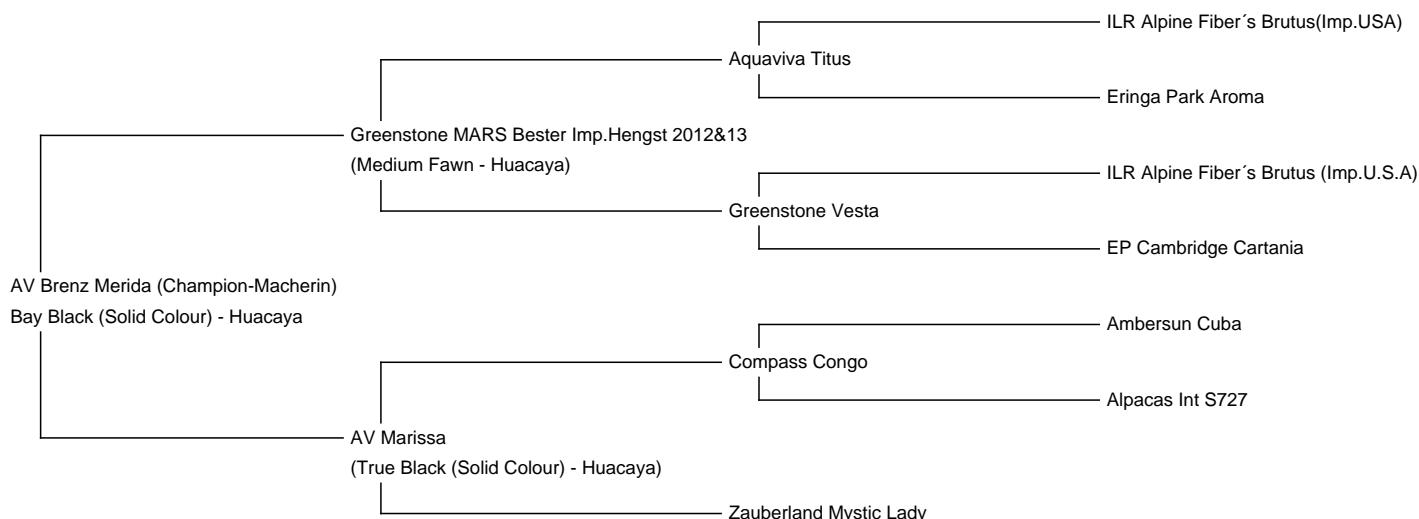 ILR Alpine Fiber´s Brutus(Imp.USA)
Aquaviva Titus
Eringa Park Aroma
Greenstone MARS Bester Imp.Hengst 2012&13
(Medium Fawn - Huacaya)
ILR Alpine Fiber´s Brutus (Imp.U.S.A)
Greenstone Vesta
EP Cambridge Cartania
AV Brenz Merida (Champion-Macherin)
Bay Black (Solid Colour) - Huacaya
Ambersun Cuba
Compass Congo
Alpacas Int S727
AV Marissa
(True Black (Solid Colour) - Huacaya)
Zauberland Mystic Lady